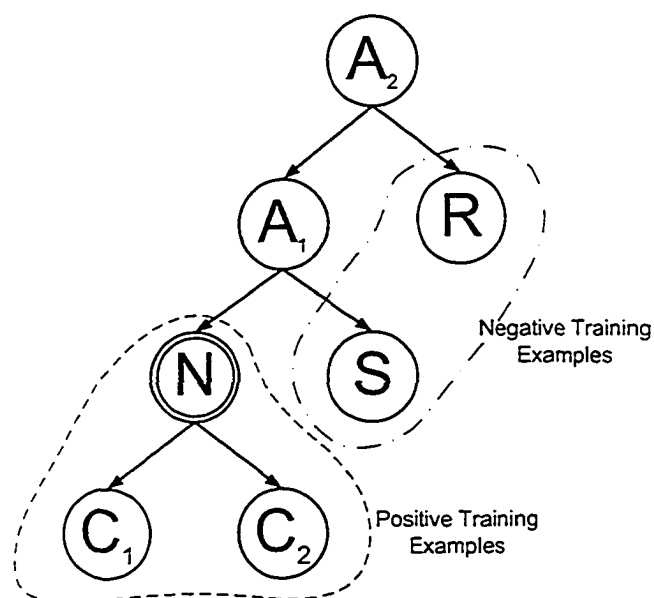 A2
A1
R
N
S
Negative Training
Examples
C1
C2
Positive Training
Examples